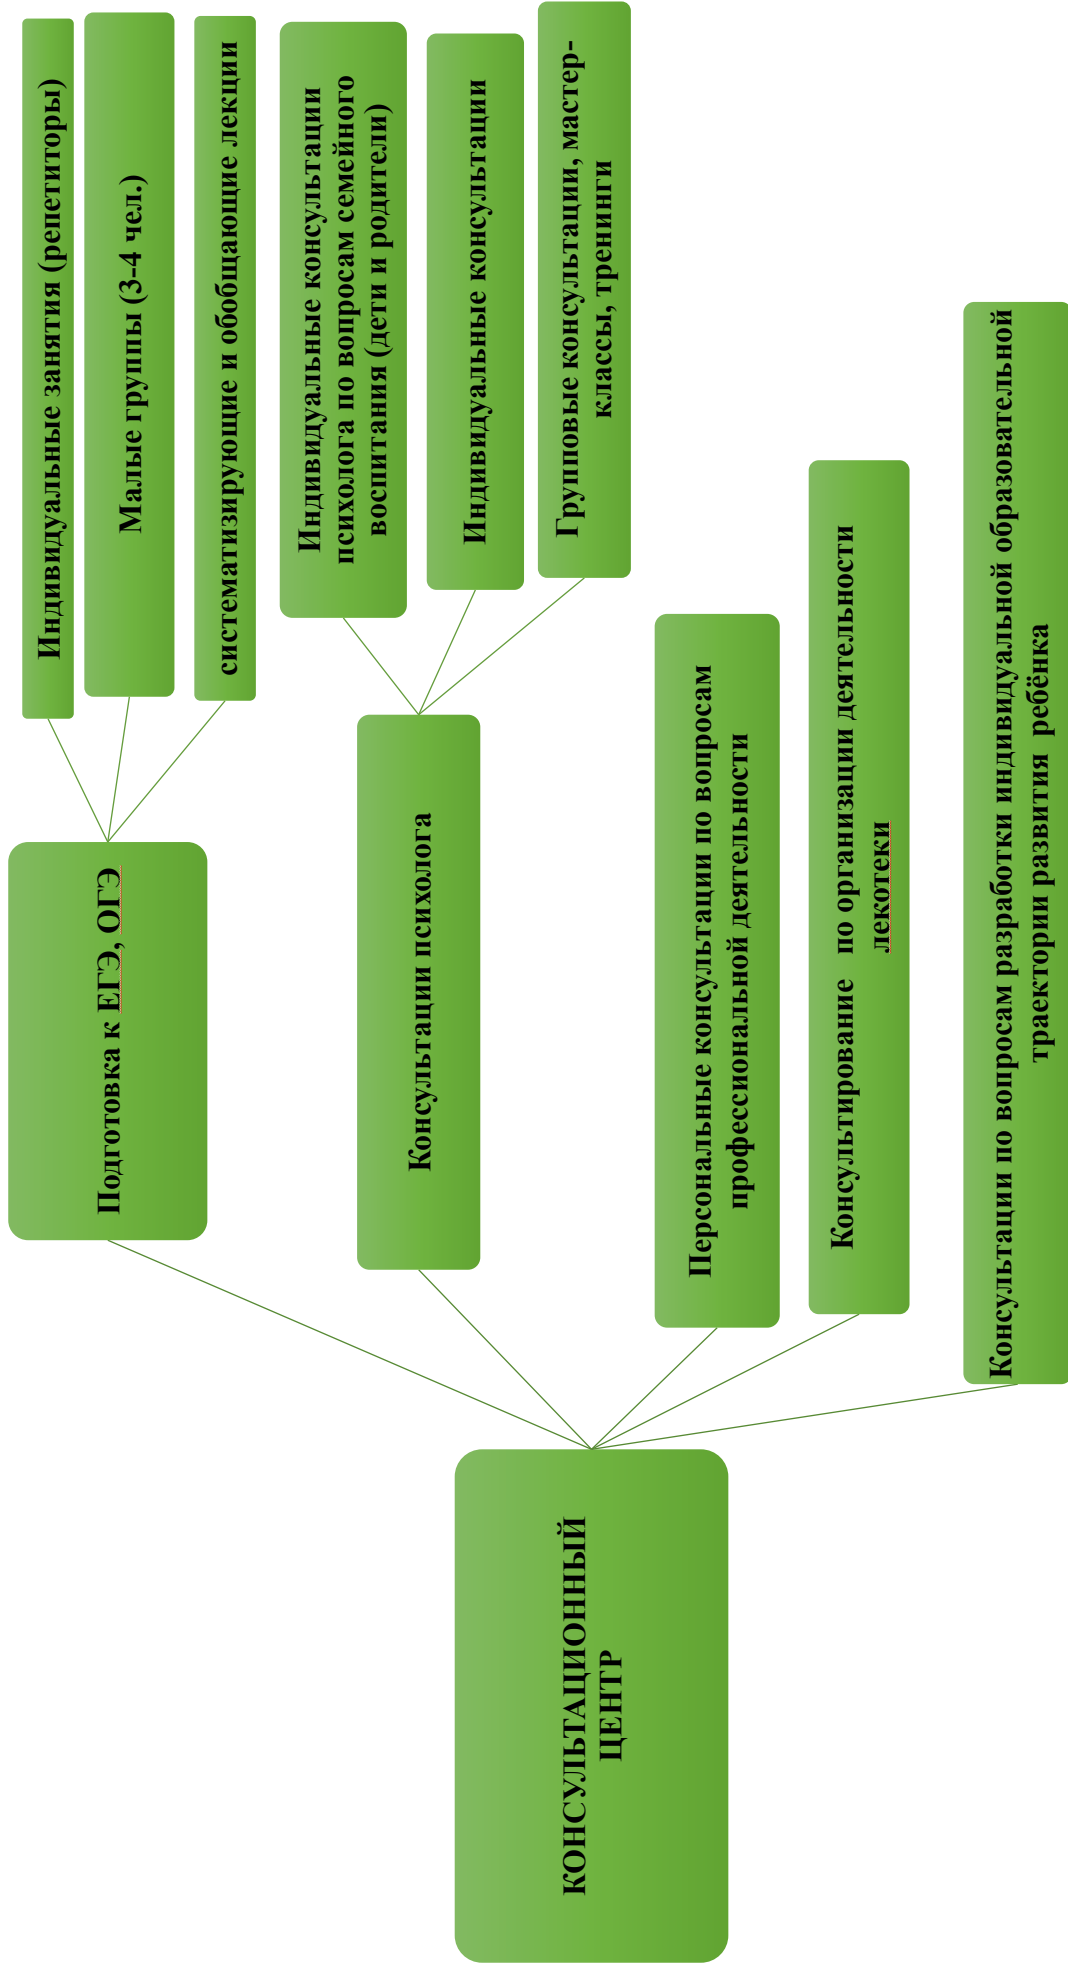 КОНСУЛЬТАЦИОННЫЙ
ЦЕНТР
Подготовка к ЕГЭ, ОГЭ
Индивидуальные занятия (репетиторы)
Малые группы (3-4 чел.)
систематизирующие и обобщающие лекции
Консультации психолога
Индивидуальные консультации
психолога по вопросам семейного
воспитания (дети и родители)
Индивидуальные консультации
Групповые консультации, мастер-
классы, тренинги
Персональные консультации по вопросам
профессиональной деятельности
Консультирование по организации деятельности
лекотеки
Консультации по вопросам разработки индивидуальной образовательной
траектории развития ребёнка